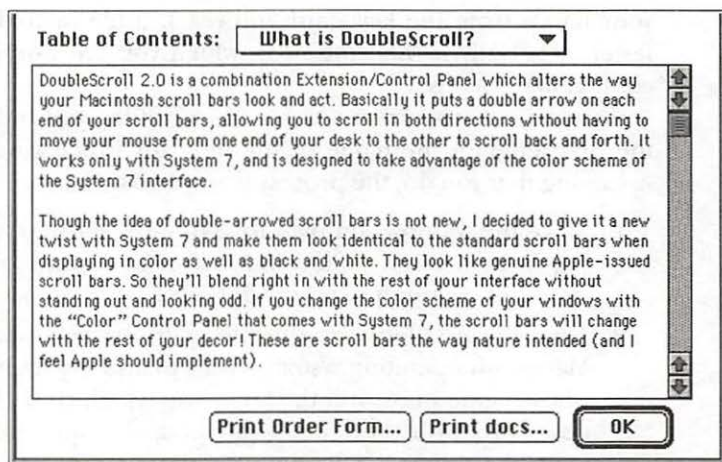 Table of Contents: What is DoubleScroll?
DoubleScroll 2.0 is a combination Extension/Control Panel which alters the way
your Macintosh scroll bars look and act. Basically it puts a double arrow on each
end of your scroll bars, allowing you to scroll in both directions without having to
move your mouse from one end of your desk to the other to scroll back and forth. It
works only with System 7, and is designed to take advantage of the color scheme of
the System 7 interface.
Though the idea of double-arrowed scroll bars is not new, I decided to give it a new
twist with System 7 and make them look identical to the standard scroll bars when
displaying in color as well as black and white. They look like genuine Apple-issued
scroll bars. So they'll blend right in with the rest of your interface without
standing out and looking odd. If you change the color scheme of your windows with
the “Color” Control Panel that comes with System 7, the scroll bars will change
with the rest of your decor! These are scroll bars the way nature intended (and I
feel Apple should implement).
Print Order Form... Print docs... OK